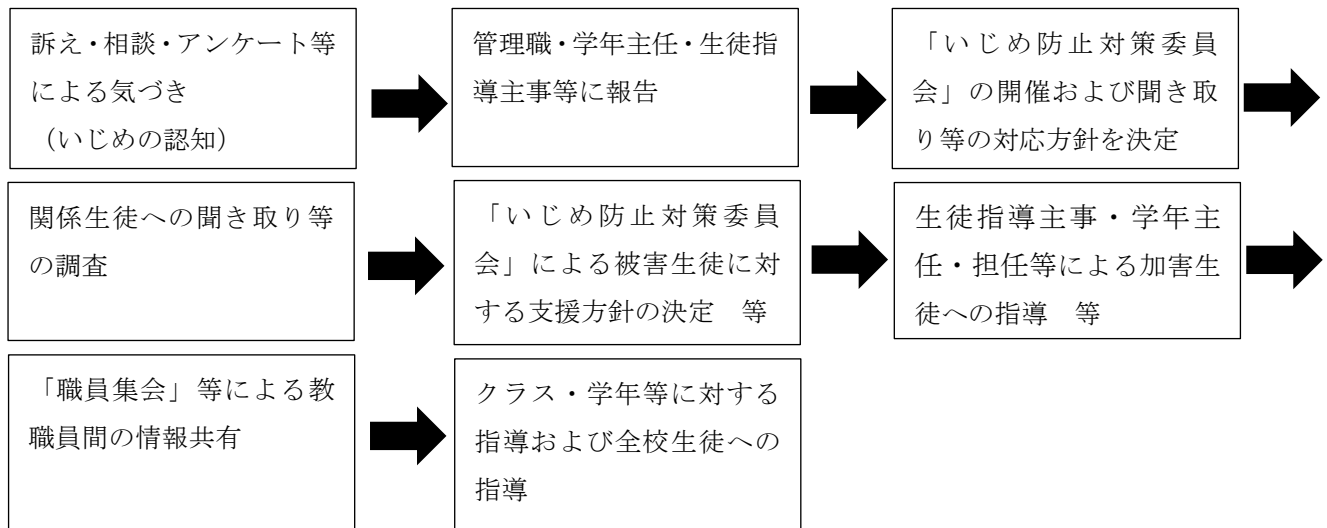 訴え・相談・アンケート等
による気づき
（いじめの認知）
管理職・学年主任・生徒指
導主事等に報告
「いじめ防止対策委員
会」の開催および聞き取
り等の対応方針を決定
関係生徒への聞き取り等
の調査
「いじめ防止対策委員
会」による被害生徒に対
する支援方針の決定　等
生徒指導主事・学年主
任・担任等による加害生
徒への指導　等
「職員集会」等による教
職員間の情報共有
クラス・学年等に対する
指導および全校生徒への
指導